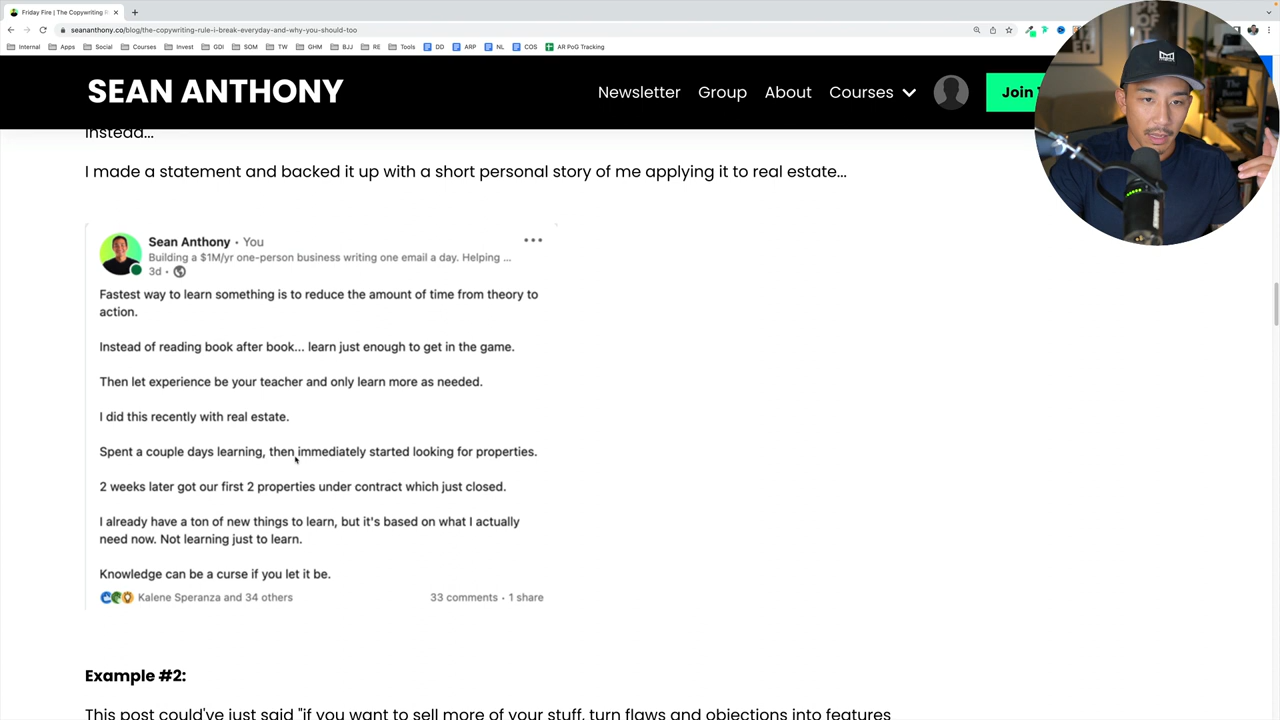 Friday Fire | The Copywriting R
seananthony.co/blog/the-copywriting-rule-i-break-everyday-and-why-you-should-too
Internal Apps Social Courses Invest GDI SOM TW GHM BJJ RE Tools DD ARP NL COS AR PoG Tracking
SEAN ANTHONY
Newsletter Group About Courses Join
Instead...
I made a statement and backed it up with a short personal story of me applying it to real estate...
Sean Anthony • You
Building a $1M/yr one-person business writing one email a day. Helping ...
3d •
Fastest way to learn something is to reduce the amount of time from theory to
action.
Instead of reading book after book... learn just enough to get in the game.
Then let experience be your teacher and only learn more as needed.
I did this recently with real estate.
Spent a couple days learning, then immediately started looking for properties.
2 weeks later got our first 2 properties under contract which just closed.
I already have a ton of new things to learn, but it's based on what I actually
need now. Not learning just to learn.
Knowledge can be a curse if you let it be.
Kalene Speranza and 34 others 33 comments • 1 share
Example #2:
This post could've just said "if you want to sell more of your stuff, turn flaws and objections into features